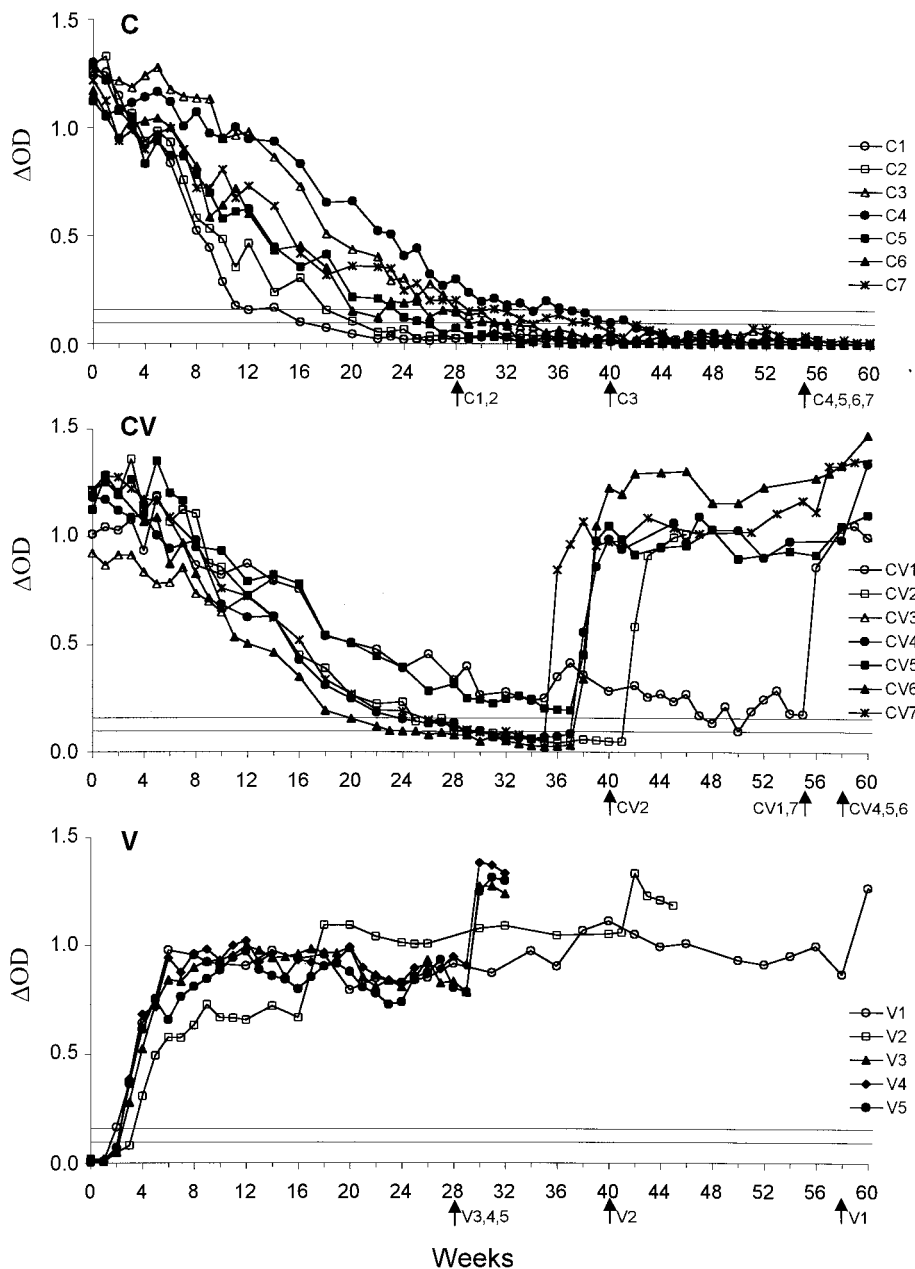 C
1.5
1.0
0.5
0.0
ΔOD
C1
C2
C3
C4
C5
C6
C7
0 4 8 12 16 20 24 28 32 36 40 44 48 52 56 60
C1,2 C3 C4,5,6,7
CV
1.5
1.0
0.5
0.0
ΔOD
CV1
CV2
CV3
CV4
CV5
CV6
CV7
0 4 8 12 16 20 24 28 32 36 40 44 48 52 56 60
CV2 CV1,7 CV4,5,6
V
1.5
1.0
0.5
0.0
ΔOD
V1
V2
V3
V4
V5
0 4 8 12 16 20 24 28 32 36 40 44 48 52 56 60
V3,4,5 V2 V1
Weeks